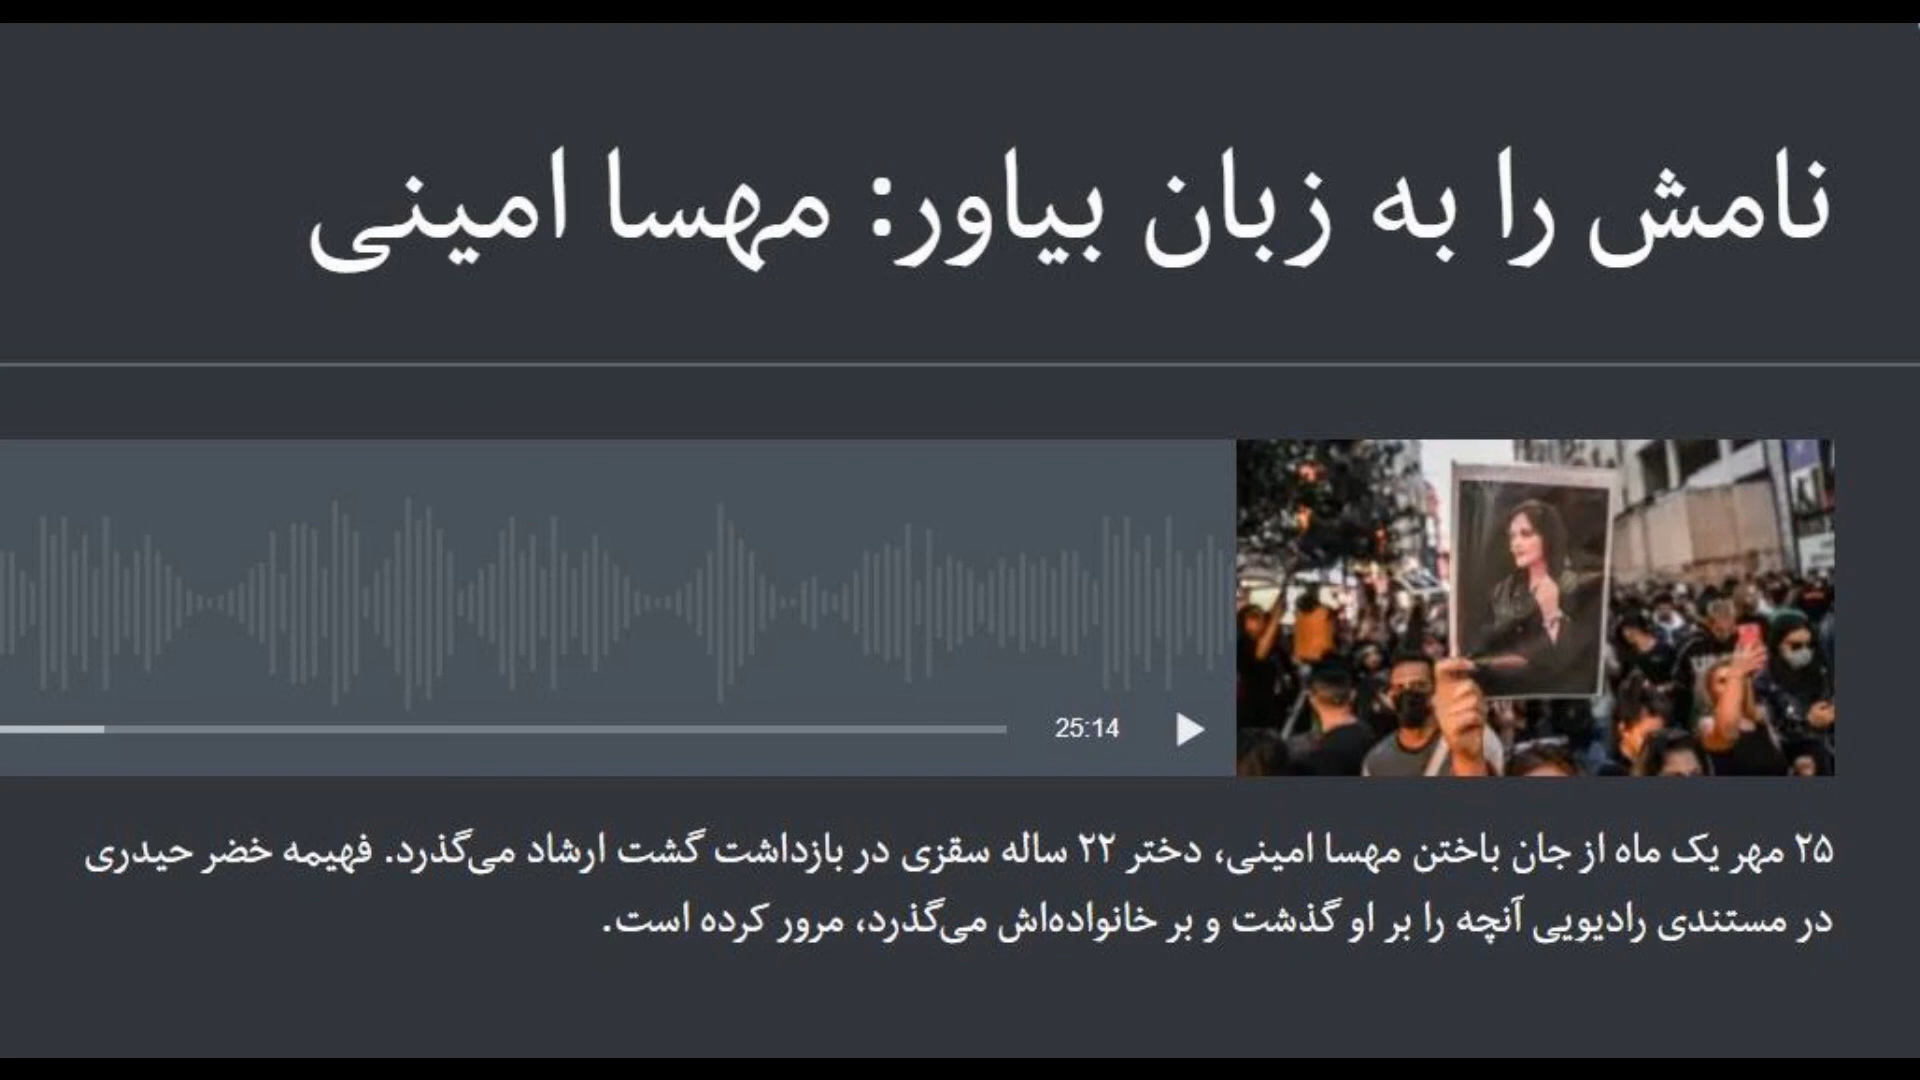 نامش را به زبان بیاور: مهسا امینی
25:14
۲۵ مهر یک ماه از جان باختن مهسا امینی، دختر ۲۲ ساله سقزی در بازداشت گشت ارشاد می‌گذرد. فهیمه خضر حیدری
در مستندی رادیویی آنچه را بر او گذشت و بر خانواده‌اش می‌گذرد، مرور کرده است.